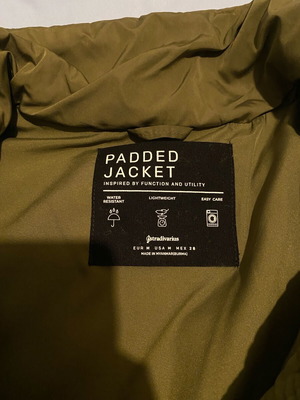 PADDED
JACKET
INSPIRED BY FUNCTION AND UTILITY
WATER
RESISTANT
LIGHTWEIGHT
EASY CARE
stradivarius
EUR M USA M MEX 28
MADE IN MYANMAR(BURMA)